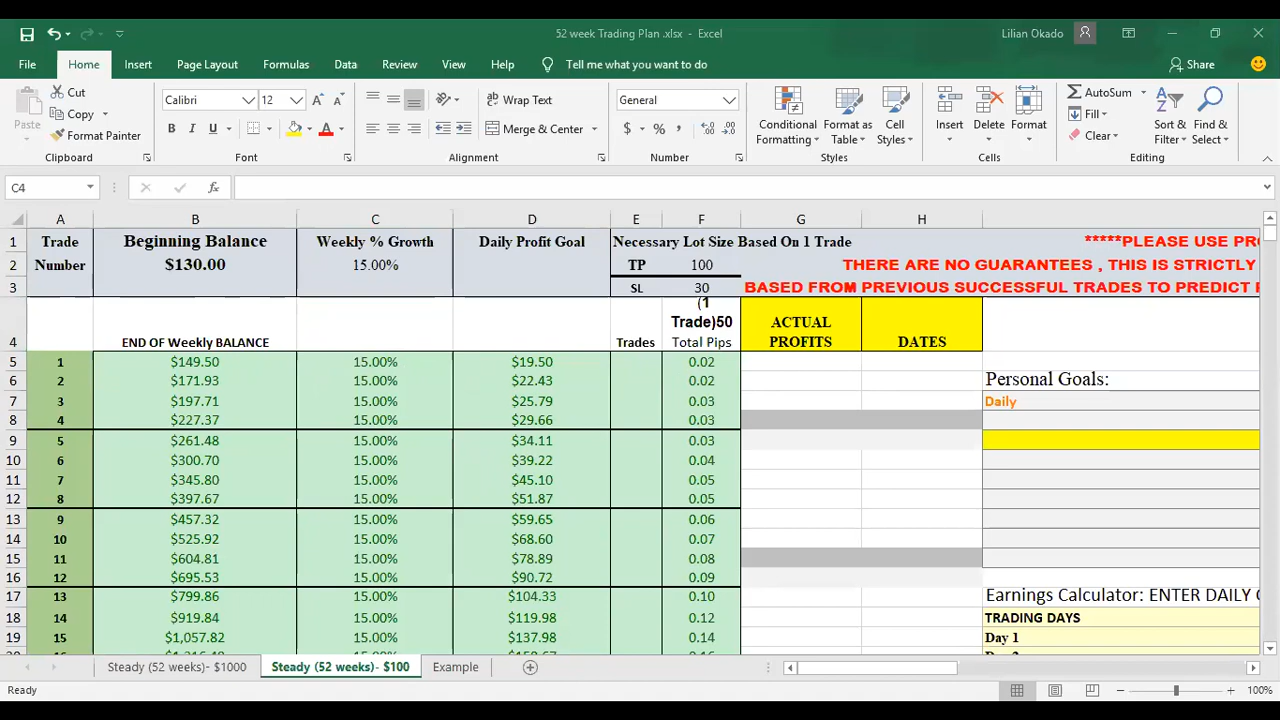 52 week Trading Plan .xlsx - Excel
Lilian Okado
File Home Insert Page Layout Formulas Data Review View Help Tell me what you want to do Share
Paste
Cut
Copy
Format Painter
Clipboard
Calibri 12
B I U
Font
Wrap Text
Merge & Center
Alignment
General
$ % ,
Number
Conditional Formatting
Format as Table
Cell Styles
Styles
Insert
Delete
Format
Cells
AutoSum
Fill
Clear
Sort & Filter
Find & Select
Editing
C4 fx
A B C D E F G H
1 Trade Beginning Balance Weekly % Growth Daily Profit Goal Necessary Lot Size Based On 1 Trade *****PLEASE USE PRO
2 Number $130.00 15.00% TP 100 THERE ARE NO GUARANTEES , THIS IS STRICTLY
3 SL 30 BASED FROM PREVIOUS SUCCESSFUL TRADES TO PREDICT
(1
Trade)50 ACTUAL
4 END OF Weekly BALANCE Trades Total Pips PROFITS DATES
5 1 $149.50 15.00% $19.50 0.02
6 2 $171.93 15.00% $22.43 0.02 Personal Goals:
7 3 $197.71 15.00% $25.79 0.03 Daily
8 4 $227.37 15.00% $29.66 0.03
9 5 $261.48 15.00% $34.11 0.03
10 6 $300.70 15.00% $39.22 0.04
11 7 $345.80 15.00% $45.10 0.05
12 8 $397.67 15.00% $51.87 0.05
13 9 $457.32 15.00% $59.65 0.06
14 10 $525.92 15.00% $68.60 0.07
15 11 $604.81 15.00% $78.89 0.08
16 12 $695.53 15.00% $90.72 0.09
17 13 $799.86 15.00% $104.33 0.10 Earnings Calculator: ENTER DAILY
18 14 $919.84 15.00% $119.98 0.12 TRADING DAYS
19 15 $1,057.82 15.00% $137.98 0.14 Day 1
Steady (52 weeks)- $1000 Steady (52 weeks)- $100 Example
Ready 100%